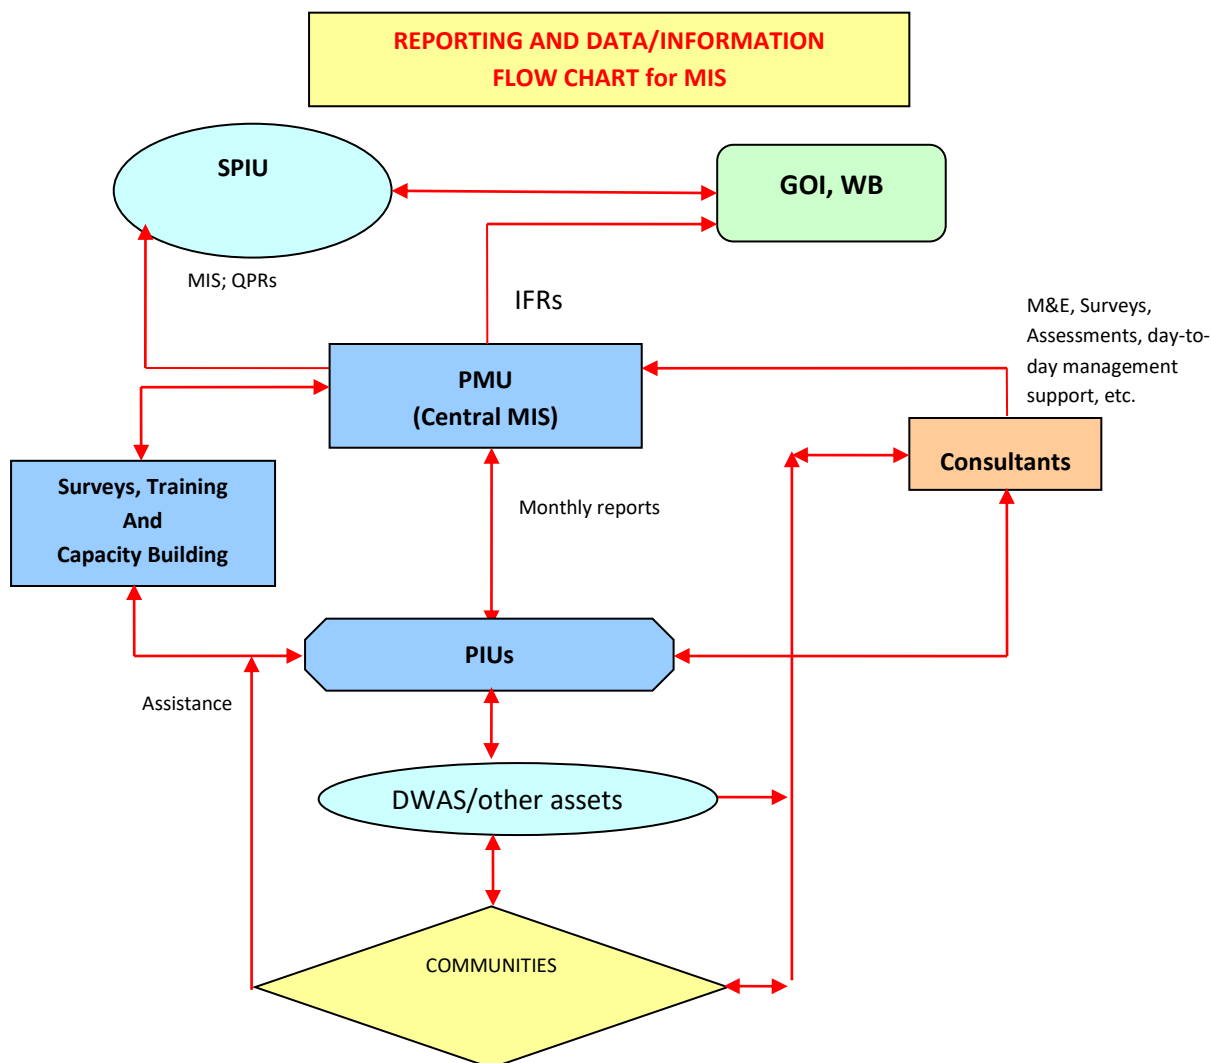 REPORTING AND DATA/INFORMATION
FLOW CHART for MIS
SPIU
GOI, WB
MIS; QPRs
IFRs
M&E, Surveys,
Assessments, day-to-
day management
support, etc.
PMU
(Central MIS)
Consultants
Surveys, Training
And
Capacity Building
Monthly reports
PIUs
Assistance
DWAS/other assets
COMMUNITIES